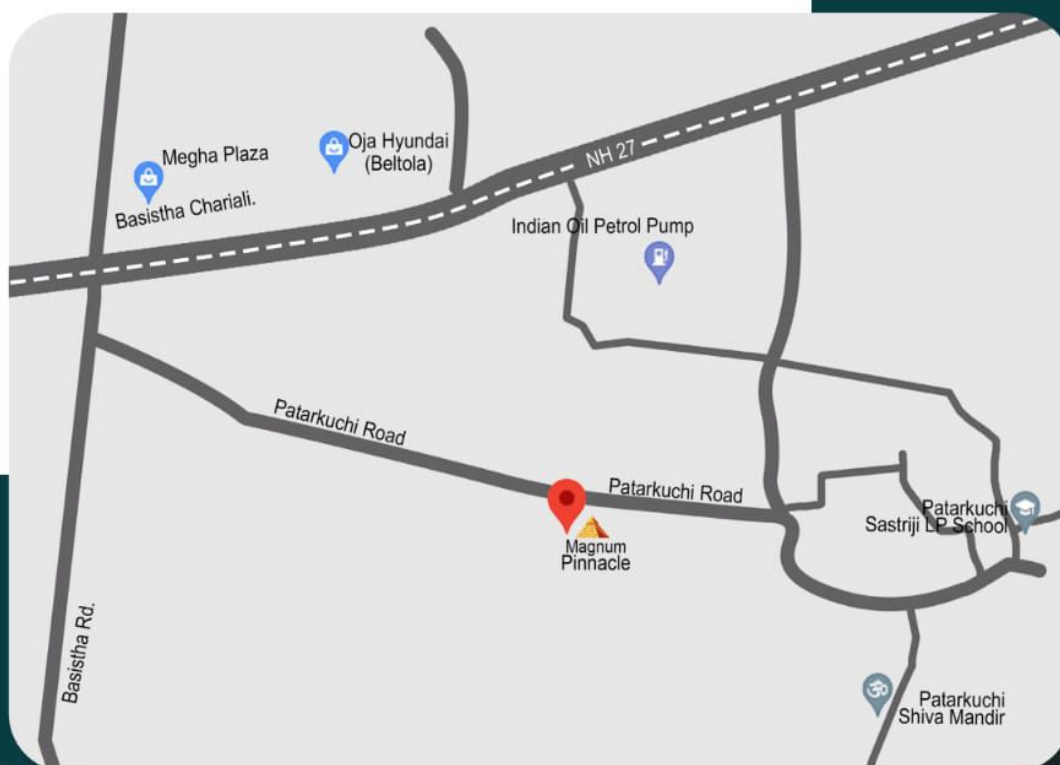 Megha Plaza
Basistha Chariali.
Oja Hyundai
(Beltola)
NH 27
Indian Oil Petrol Pump
Patarkuchi Road
Patarkuchi Road
Magnum
Pinnacle
Patarkuchi
Sastriji LP School
Basistha Rd.
Patarkuchi
Shiva Mandir